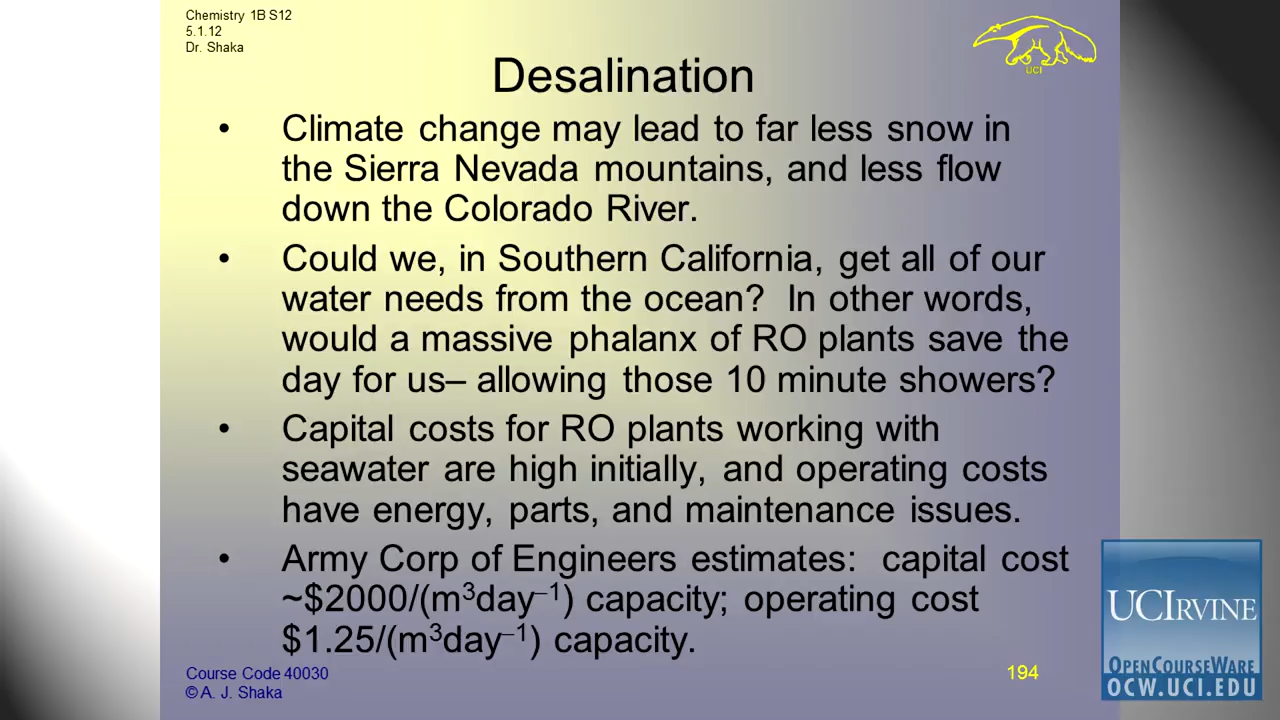 Chemistry 1B S12
5.1.12
Dr. Shaka
UCI
Desalination
• Climate change may lead to far less snow in
the Sierra Nevada mountains, and less flow
down the Colorado River.
• Could we, in Southern California, get all of our
water needs from the ocean? In other words,
would a massive phalanx of RO plants save the
day for us– allowing those 10 minute showers?
• Capital costs for RO plants working with
seawater are high initially, and operating costs
have energy, parts, and maintenance issues.
• Army Corp of Engineers estimates: capital cost
~$2000/(m³day⁻¹) capacity; operating cost
$1.25/(m³day⁻¹) capacity.
Course Code 40030
© A. J. Shaka
194
UCIRVINE
OPENCOURSEWARE
OCW.UCI.EDU